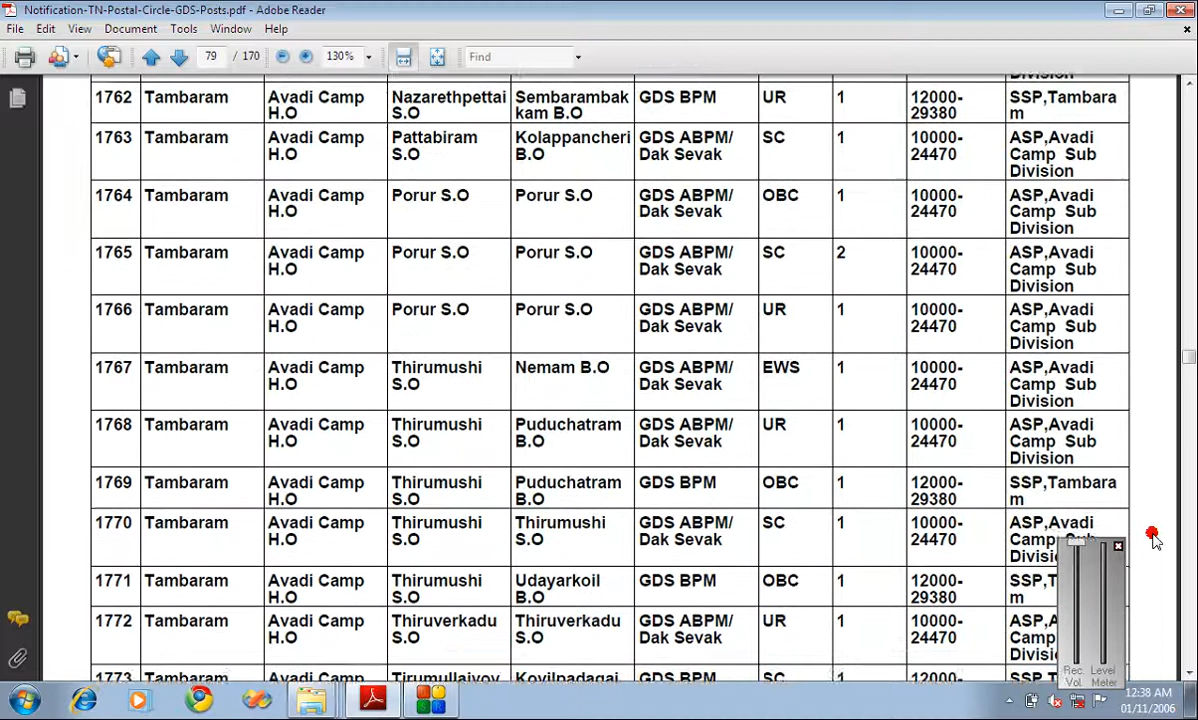 Notification-TN-Postal-Circle-GDS-Posts.pdf - Adobe Reader
File Edit View Document Tools Window Help
79 / 170 130% Find
Division
1762 Tambaram Avadi Camp H.O Nazarethpettai S.O Sembarambak kam B.O GDS BPM UR 1 12000-29380 SSP,Tambara m
1763 Tambaram Avadi Camp H.O Pattabiram S.O Kolappancheri B.O GDS ABPM/ Dak Sevak SC 1 10000-24470 ASP,Avadi Camp Sub Division
1764 Tambaram Avadi Camp H.O Porur S.O Porur S.O GDS ABPM/ Dak Sevak OBC 1 10000-24470 ASP,Avadi Camp Sub Division
1765 Tambaram Avadi Camp H.O Porur S.O Porur S.O GDS ABPM/ Dak Sevak SC 2 10000-24470 ASP,Avadi Camp Sub Division
1766 Tambaram Avadi Camp H.O Porur S.O Porur S.O GDS ABPM/ Dak Sevak UR 1 10000-24470 ASP,Avadi Camp Sub Division
1767 Tambaram Avadi Camp H.O Thirumushi S.O Nemam B.O GDS ABPM/ Dak Sevak EWS 1 10000-24470 ASP,Avadi Camp Sub Division
1768 Tambaram Avadi Camp H.O Thirumushi S.O Puduchatram B.O GDS ABPM/ Dak Sevak UR 1 10000-24470 ASP,Avadi Camp Sub Division
1769 Tambaram Avadi Camp H.O Thirumushi S.O Puduchatram B.O GDS BPM OBC 1 12000-29380 SSP,Tambara m
1770 Tambaram Avadi Camp H.O Thirumushi S.O Thirumushi S.O GDS ABPM/ Dak Sevak SC 1 10000-24470 ASP,Avadi Camp Sub Divisi
1771 Tambaram Avadi Camp H.O Thirumushi S.O Udayarkoil B.O GDS BPM OBC 1 12000-29380 SSP,T m
1772 Tambaram Avadi Camp H.O Thiruverkadu S.O Thiruverkadu S.O GDS ABPM/ Dak Sevak UR 1 10000-24470 ASP,A Camp Divisi
1773 Tambaram Avadi Camp Tirumullaivoy Kovilpadagai GDS BPM SC 1 12000- SSP,T
Rec. Vol. Level Meter
12:38 AM
01/11/2006